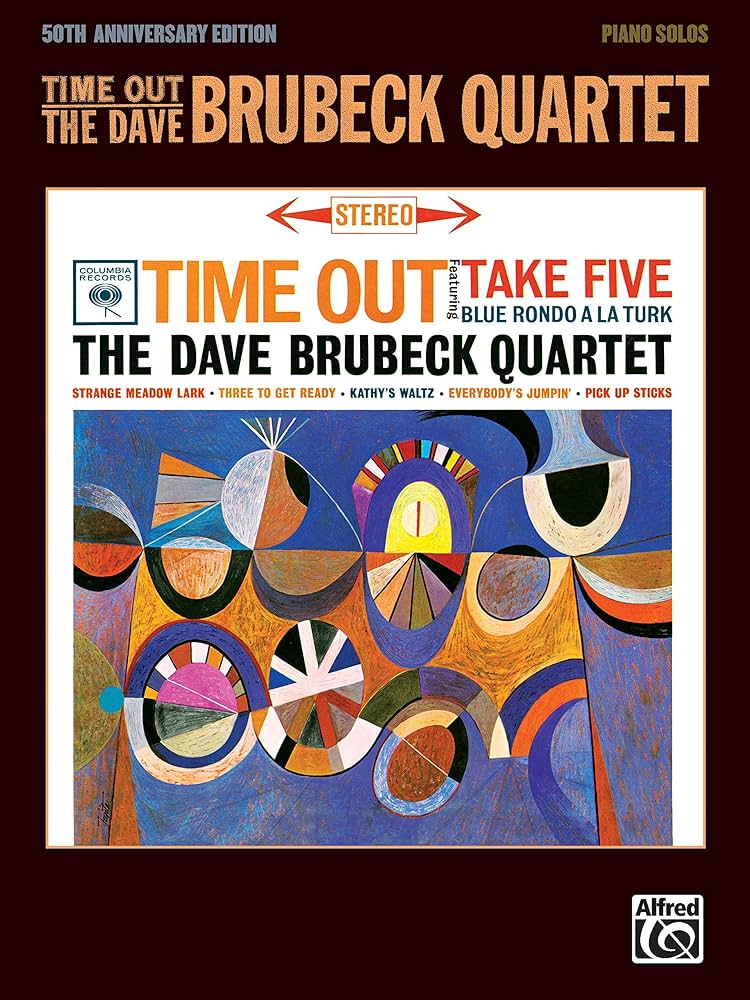 50TH ANNIVERSARY EDITION
PIANO SOLOS
TIME OUT
THE DAVE BRUBECK QUARTET
STEREO
COLUMBIA
RECORDS
TIME OUT
Featuring
TAKE FIVE
BLUE RONDO A LA TURK
THE DAVE BRUBECK QUARTET
STRANGE MEADOW LARK • THREE TO GET READY • KATHY'S WALTZ • EVERYBODY'S JUMPIN' • PICK UP STICKS
Alfred